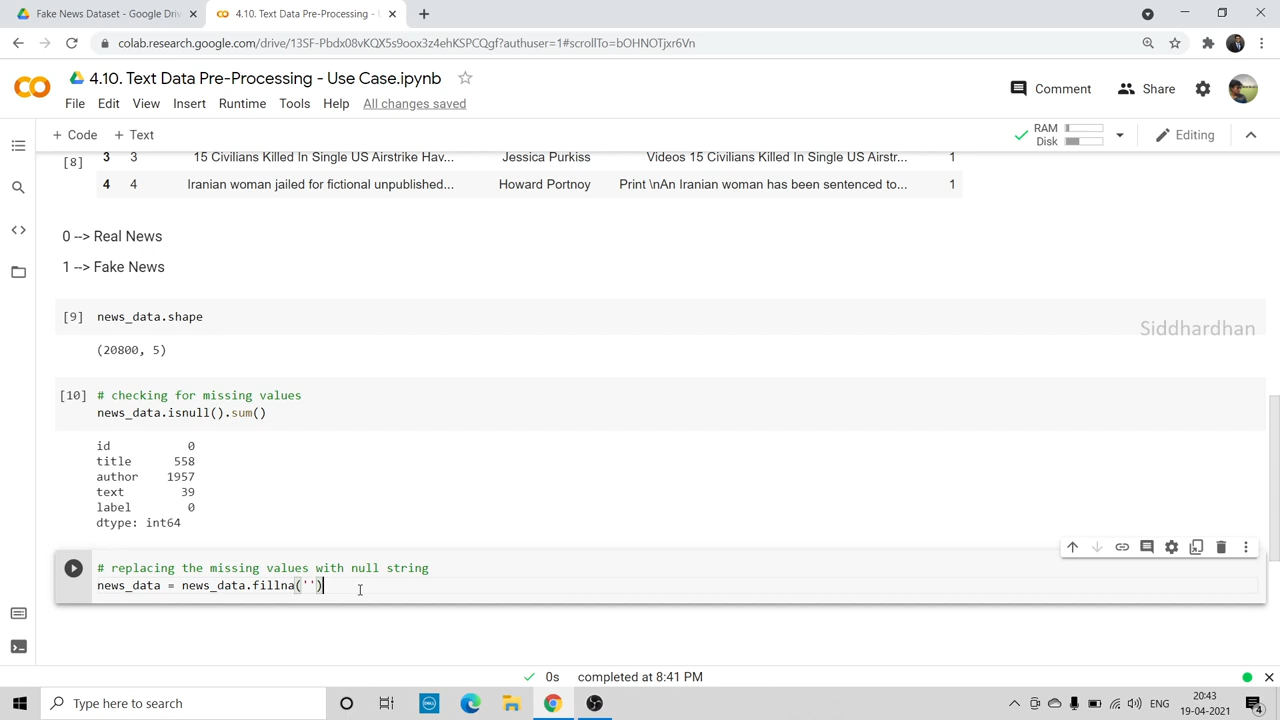 Fake News Dataset - Google Driv
4.10. Text Data Pre-Processing -
colab.research.google.com/drive/13SF-Pbdx08vKQX5s9oox3z4ehKSPCQgf?authuser=1#scrollTo=bOHNOTjxr6Vn
4.10. Text Data Pre-Processing - Use Case.ipynb
Comment
Share
File Edit View Insert Runtime Tools Help All changes saved
+ Code + Text
RAM
Disk
Editing
[8]
3 3 15 Civilians Killed In Single US Airstrike Hav... Jessica Purkiss Videos 15 Civilians Killed In Single US Airstr... 1
4 4 Iranian woman jailed for fictional unpublished... Howard Portnoy Print \nAn Iranian woman has been sentenced to... 1
0 --> Real News
1 --> Fake News
[9] news_data.shape
Siddhardhan
(20800, 5)
[10] # checking for missing values
news_data.isnull().sum()
id 0
title 558
author 1957
text 39
label 0
dtype: int64
# replacing the missing values with null string
news_data = news_data.fillna('')
0s completed at 8:41 PM
Type here to search
DELL
ENG
20:43
19-04-2021
4